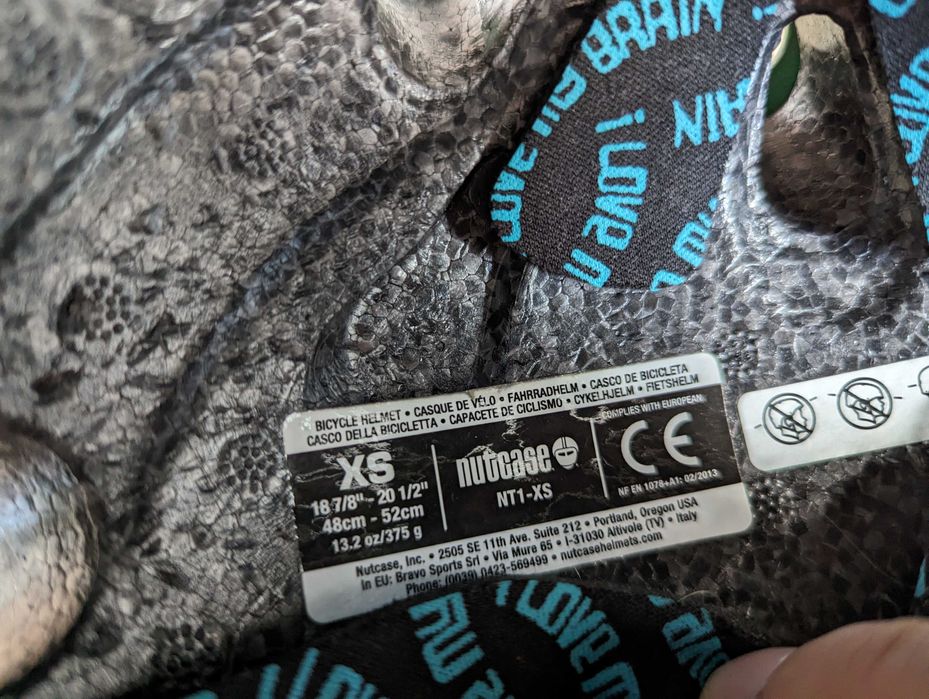 BRAIN
i Love
i Love m
BICYCLE HELMET • CASQUE DE VÉLO • FAHRRADHELM • CASCO DE BICICLETA
CASCO DELLA BICICLETTA • CAPACETE DE CICLISMO • CYKELHJELM • FIETSHELM
XS
18 7/8" - 20 1/2"
48cm - 52cm
13.2 oz/375 g
nutcase
NT1-XS
COMPLIES WITH EUROPEAN
CE
NF EN 1078+A1: 02/2013
Nutcase, Inc. • 2505 SE 11th Ave. Suite 212 • Portland, Oregon USA
In EU: Bravo Sports Srl • Via Mure 65 • I-31030 Altivole (TV) • Italy
Phone: (0039) 0423-569499 • nutcasehelmets.com
i Love m